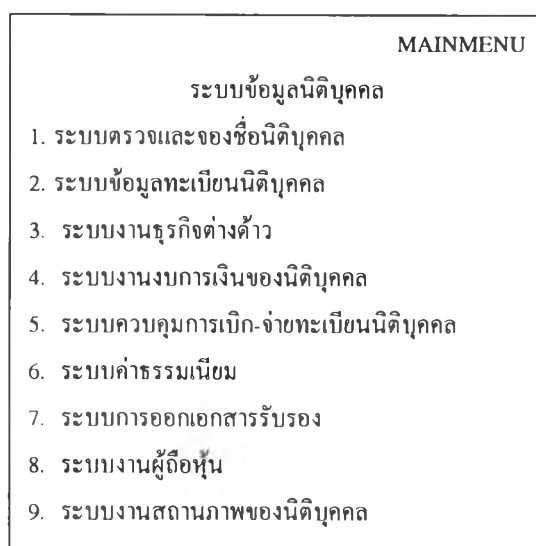 MAINMENU
ระบบข้อมูลนิติบุคคล
1. ระบบตรวจและจองชื่อนิติบุคคล
2. ระบบข้อมูลทะเบียนนิติบุคคล
3. ระบบงานธุรกิจต่างด้าว
4. ระบบงานงบการเงินของนิติบุคคล
5. ระบบควบคุมการเบิก-จ่ายทะเบียนนิติบุคคล
6. ระบบค่าธรรมเนียม
7. ระบบการออกเอกสารรับรอง
8. ระบบงานผู้ถือหุ้น
9. ระบบงานสถานภาพของนิติบุคคล